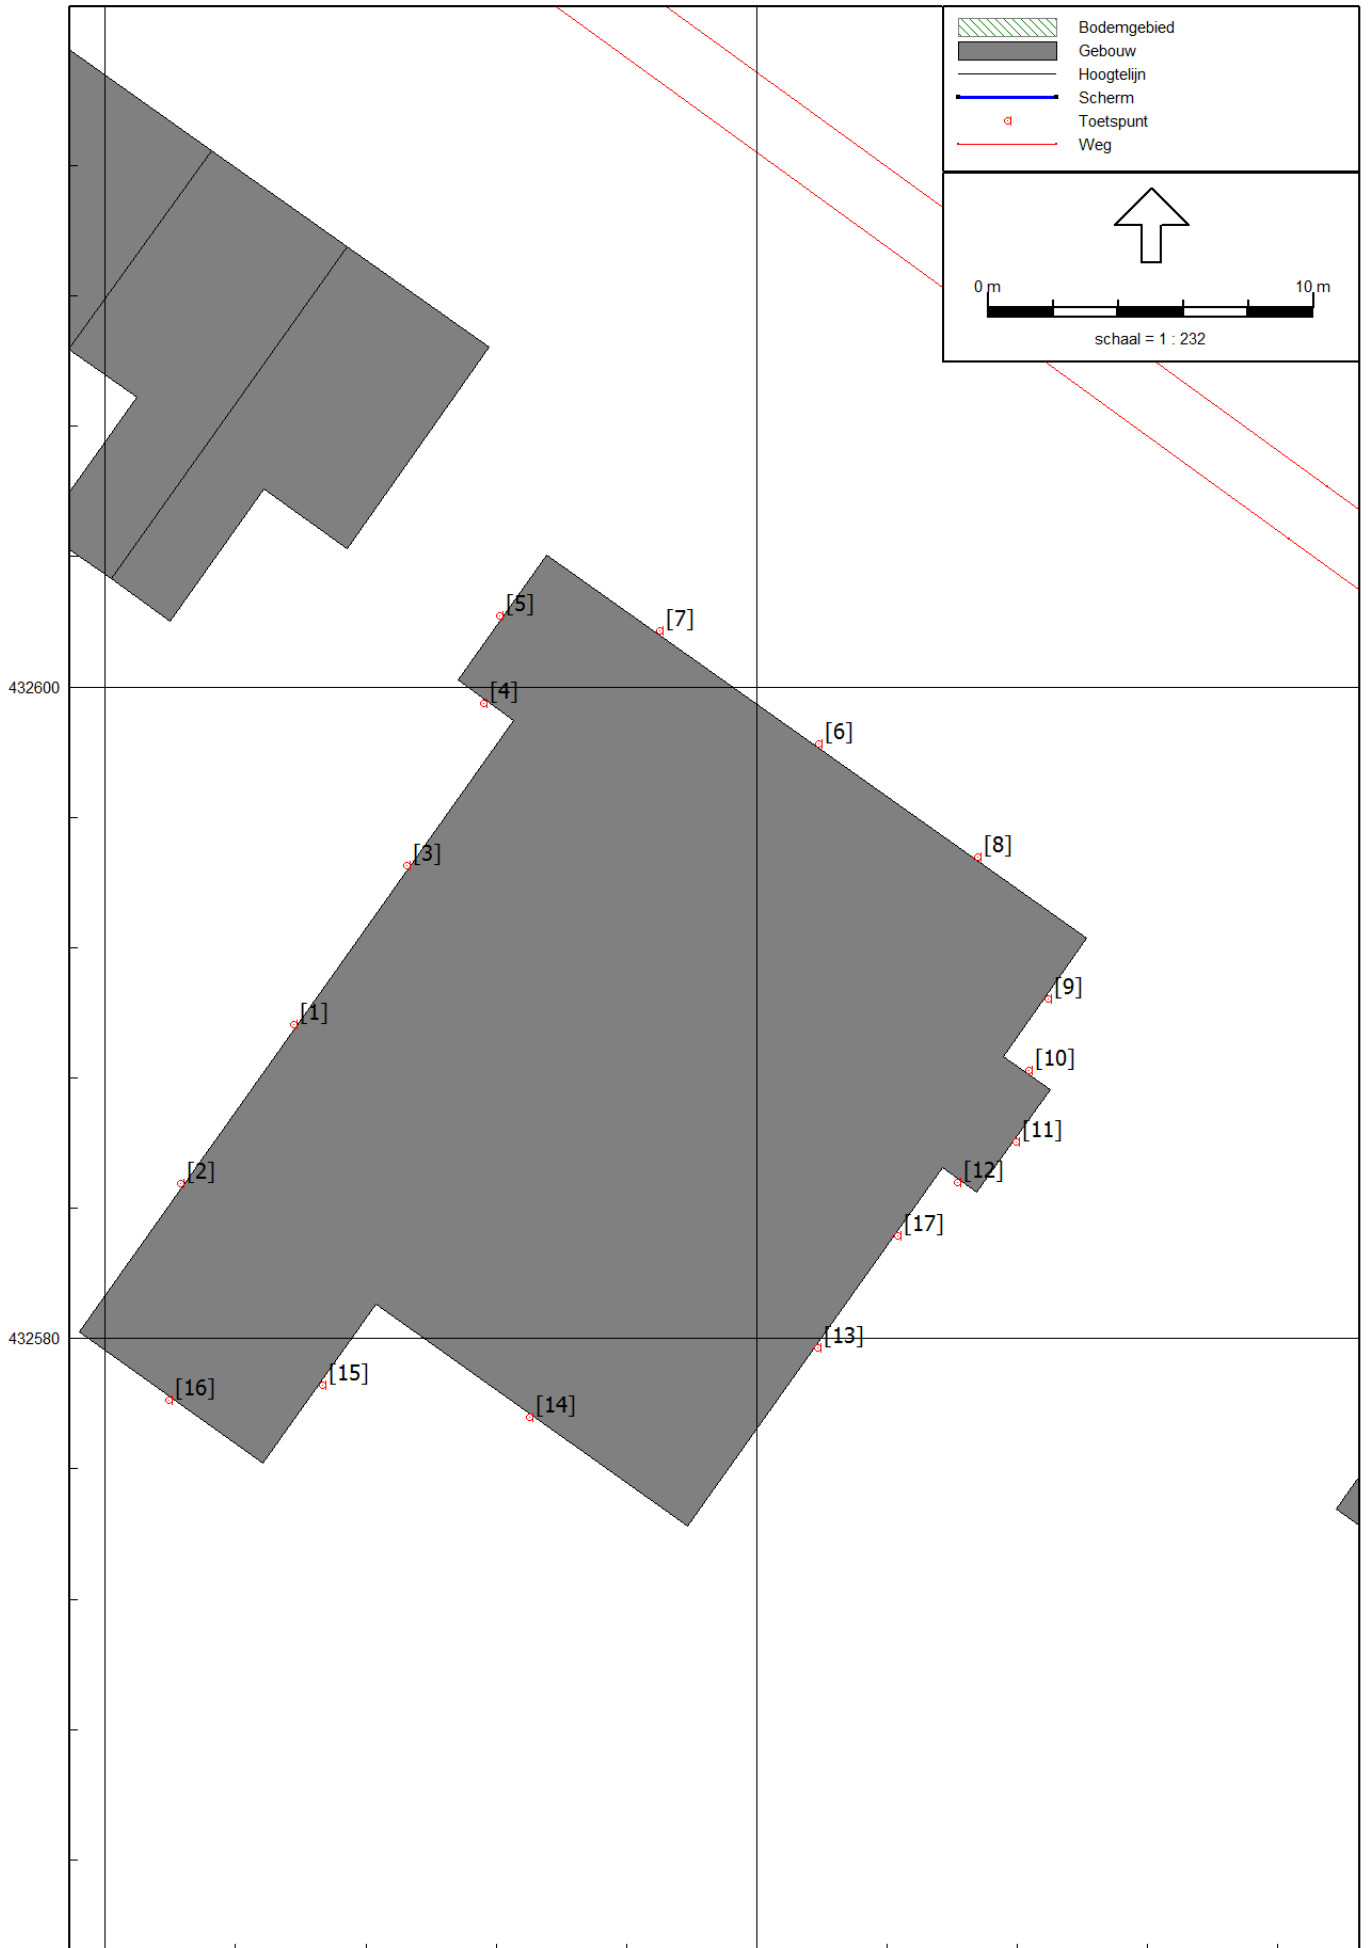 Bodemgebied
Gebouw
Hoogtelijn
Scherm
Toetspunt
Weg
0 m 10 m
schaal = 1 : 232
[5]
[7]
432600
[4]
[6]
[8]
[3]
[9]
[1]
[10]
[11]
[2]
[12]
[17]
432580
[13]
[15]
[16]
[14]